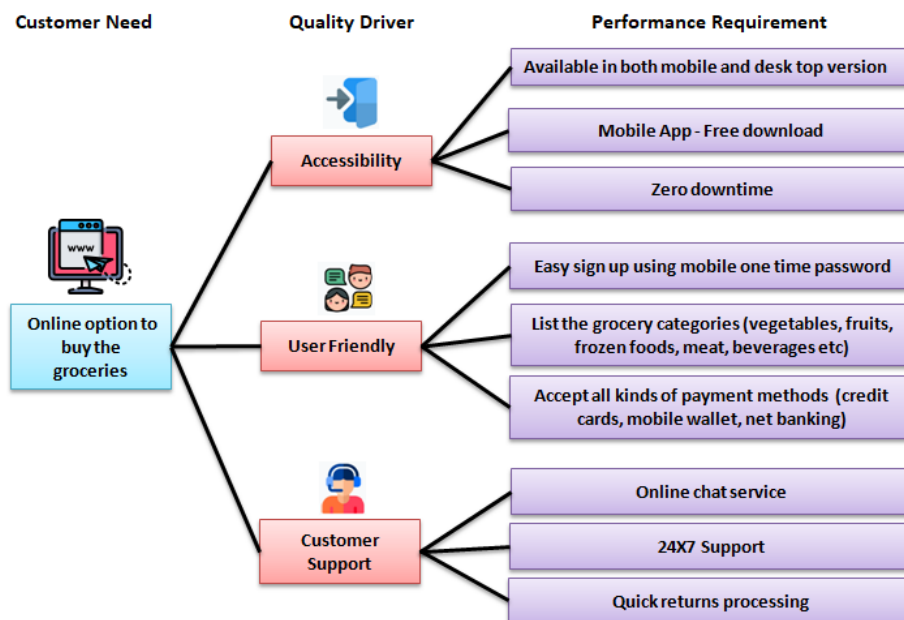 Customer Need
Quality Driver
Performance Requirement
Available in both mobile and desk top version
Accessibility
Mobile App - Free download
Zero downtime
www
Online option to
buy the
groceries
User Friendly
Easy sign up using mobile one time password
List the grocery categories (vegetables, fruits,
frozen foods, meat, beverages etc)
Accept all kinds of payment methods (credit
cards, mobile wallet, net banking)
Customer
Support
Online chat service
24X7 Support
Quick returns processing